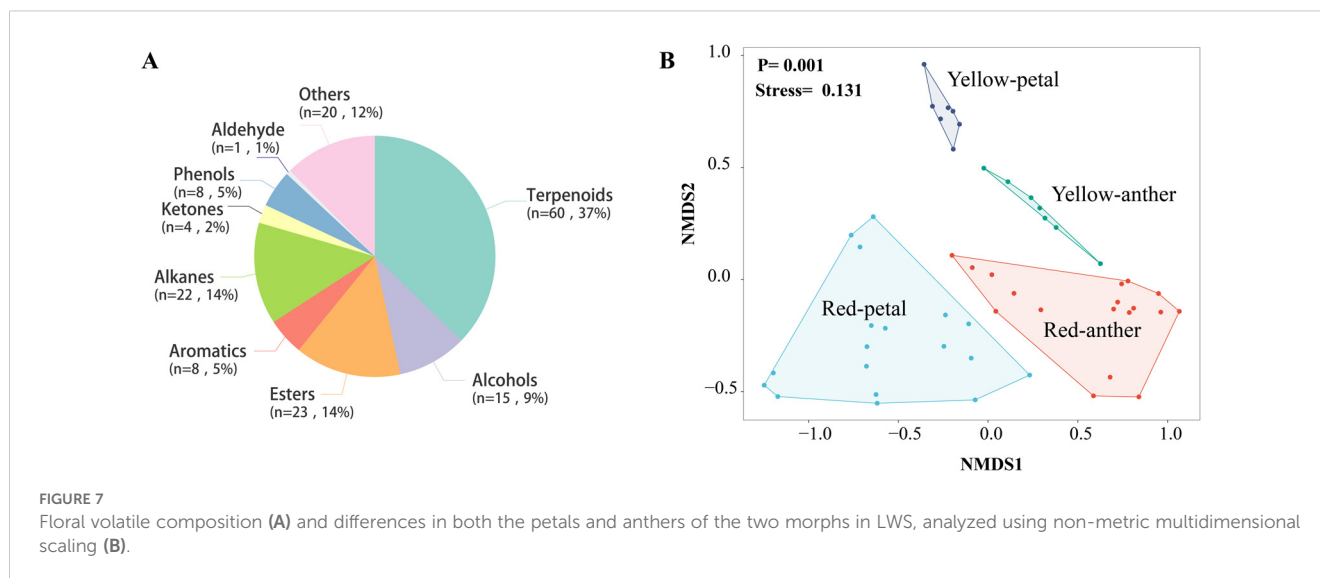 A
Others
(n=20 , 12%)
Aldehyde
(n=1 , 1%)
Phenols
(n=8 , 5%)
Ketones
(n=4 , 2%)
Alkanes
(n=22 , 14%)
Aromatics
(n=8 , 5%)
Esters
(n=23 , 14%)
Alcohols
(n=15 , 9%)
Terpenoids
(n=60 , 37%)
B
P= 0.001
Stress= 0.131
Yellow-petal
Yellow-anther
Red-petal
Red-anther
NMDS2
1.0
0.5
0.0
−0.5
−1.0 −0.5 0.0 0.5 1.0
NMDS1
FIGURE 7
Floral volatile composition (A) and differences in both the petals and anthers of the two morphs in LWS, analyzed using non-metric multidimensional
scaling (B).